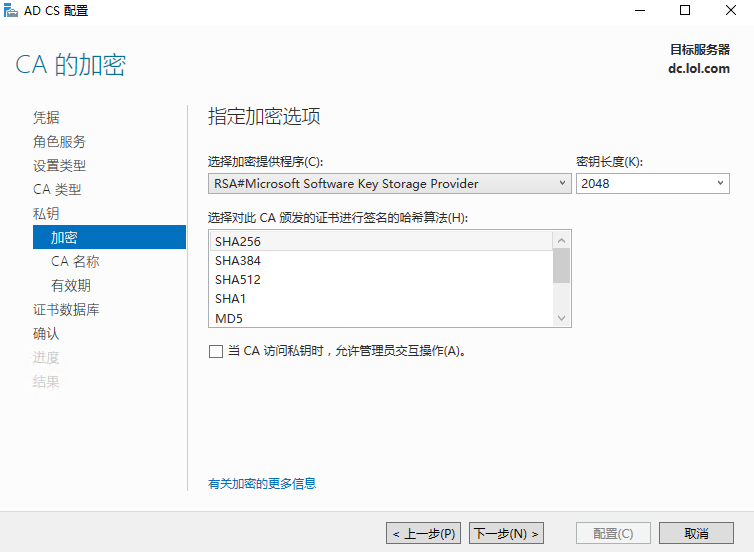 AD CS 配置
CA 的加密
目标服务器
dc.lol.com
凭据
角色服务
设置类型
CA 类型
私钥
加密
CA 名称
有效期
证书数据库
确认
进度
结果
指定加密选项
选择加密提供程序(C):
密钥长度(K):
RSA#Microsoft Software Key Storage Provider
2048
选择对此 CA 颁发的证书进行签名的哈希算法(H):
SHA256
SHA384
SHA512
SHA1
MD5
当 CA 访问私钥时，允许管理员交互操作(A)。
有关加密的更多信息
< 上一步(P)
下一步(N) >
配置(C)
取消